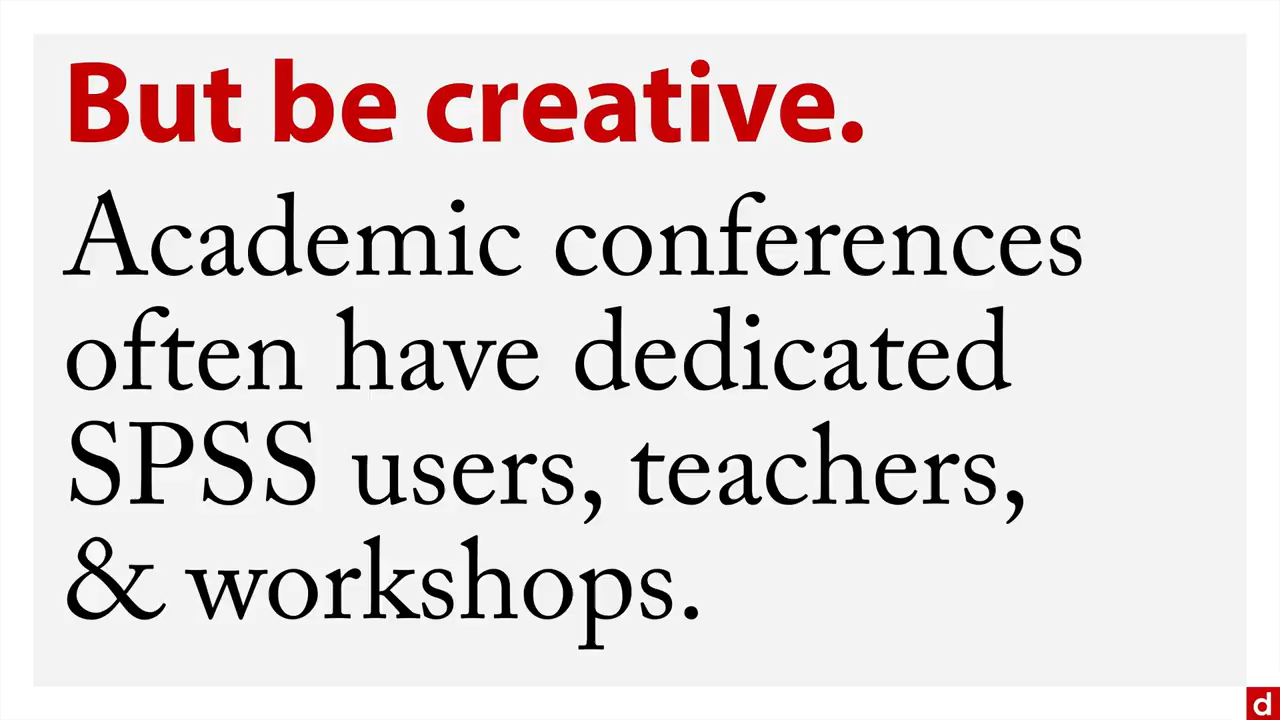 But be creative.
Academic conferences
often have dedicated
SPSS users, teachers,
& workshops.
d